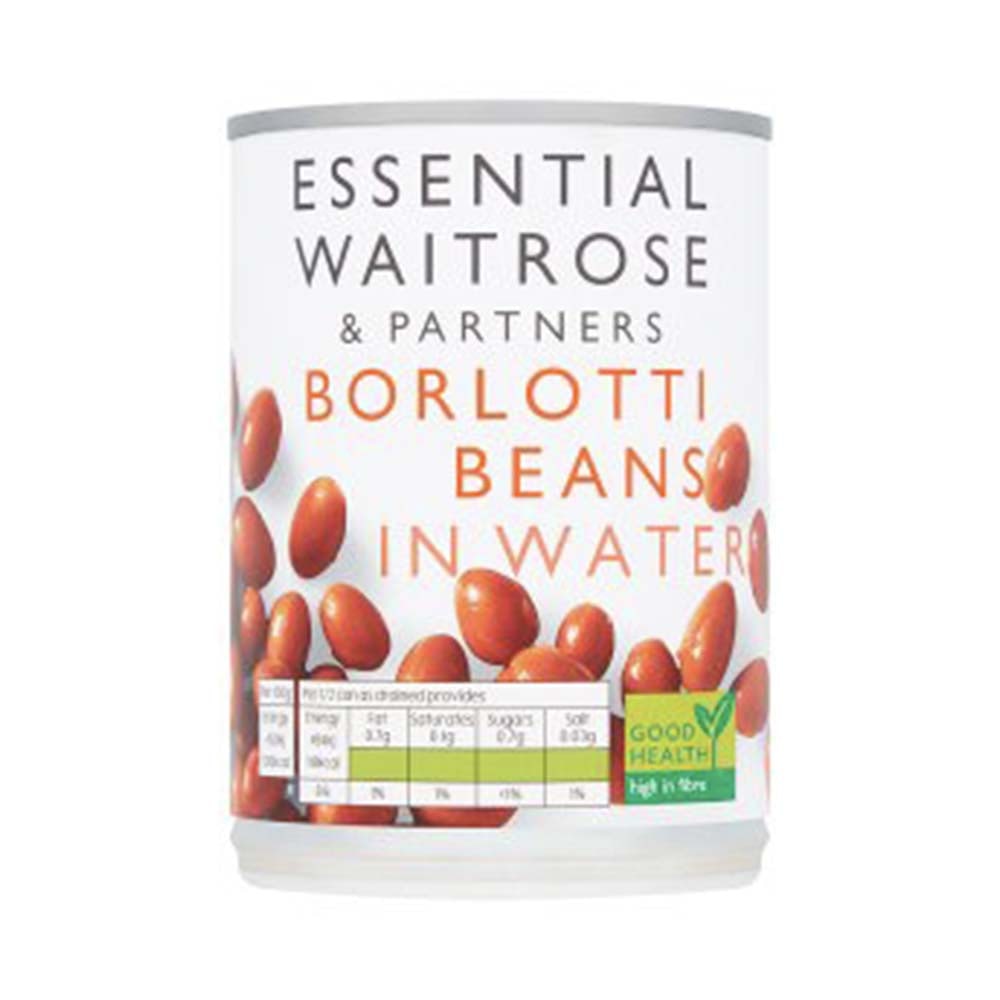 ESSENTIAL
WAITROSE
& PARTNERS
BORLOTTI
BEANS
IN WATER
Per 1/2 can as drained provides
Energy Fat Saturates Sugars Salt
0.7g 0.1g 0.7g 0.03g
1% 1% <1% 1%
GOOD
HEALTH
high in fibre